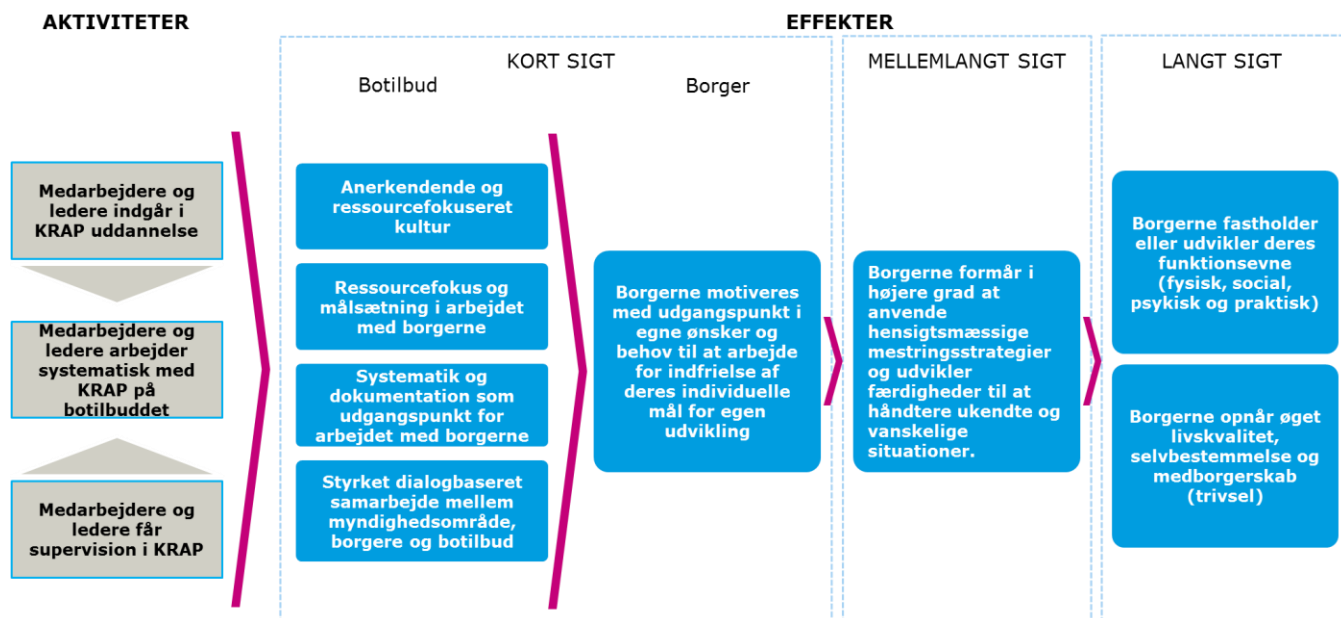 AKTIVITETER
EFFEKTER
KORT SIGT
MELLEMLANGT SIGT
LANGT SIGT
Botilbud
Borger
Medarbejdere og
ledere indgår i
KRAP uddannelse
Medarbejdere og
ledere arbejder
systematisk med
KRAP på
botilbuddet
Medarbejdere og
ledere får
supervision i KRAP
Anerkendende og
ressourcefokuseret
kultur
Ressourcefokus og
målsætning i arbejdet
med borgerne
Systematik og
dokumentation som
udgangspunkt for
arbejdet med borgerne
Styrket dialogbaseret
samarbejde mellem
myndighedsområde,
borgere og botilbud
Borgerne motiveres
med udgangspunkt i
egne ønsker og
behov til at arbejde
for indfrielse af
deres individuelle
mål for egen
udvikling
Borgerne formår i
højere grad at
anvende
hensigtsmæssige
mestringsstrategier
og udvikler
færdigheder til at
håndtere ukendte og
vanskelige
situationer.
Borgerne fastholder
eller udvikler deres
funktionsevne
(fysisk, social,
psykisk og praktisk)
Borgerne opnår øget
livskvalitet,
selvbestemmelse og
medborgerskab
(trivsel)